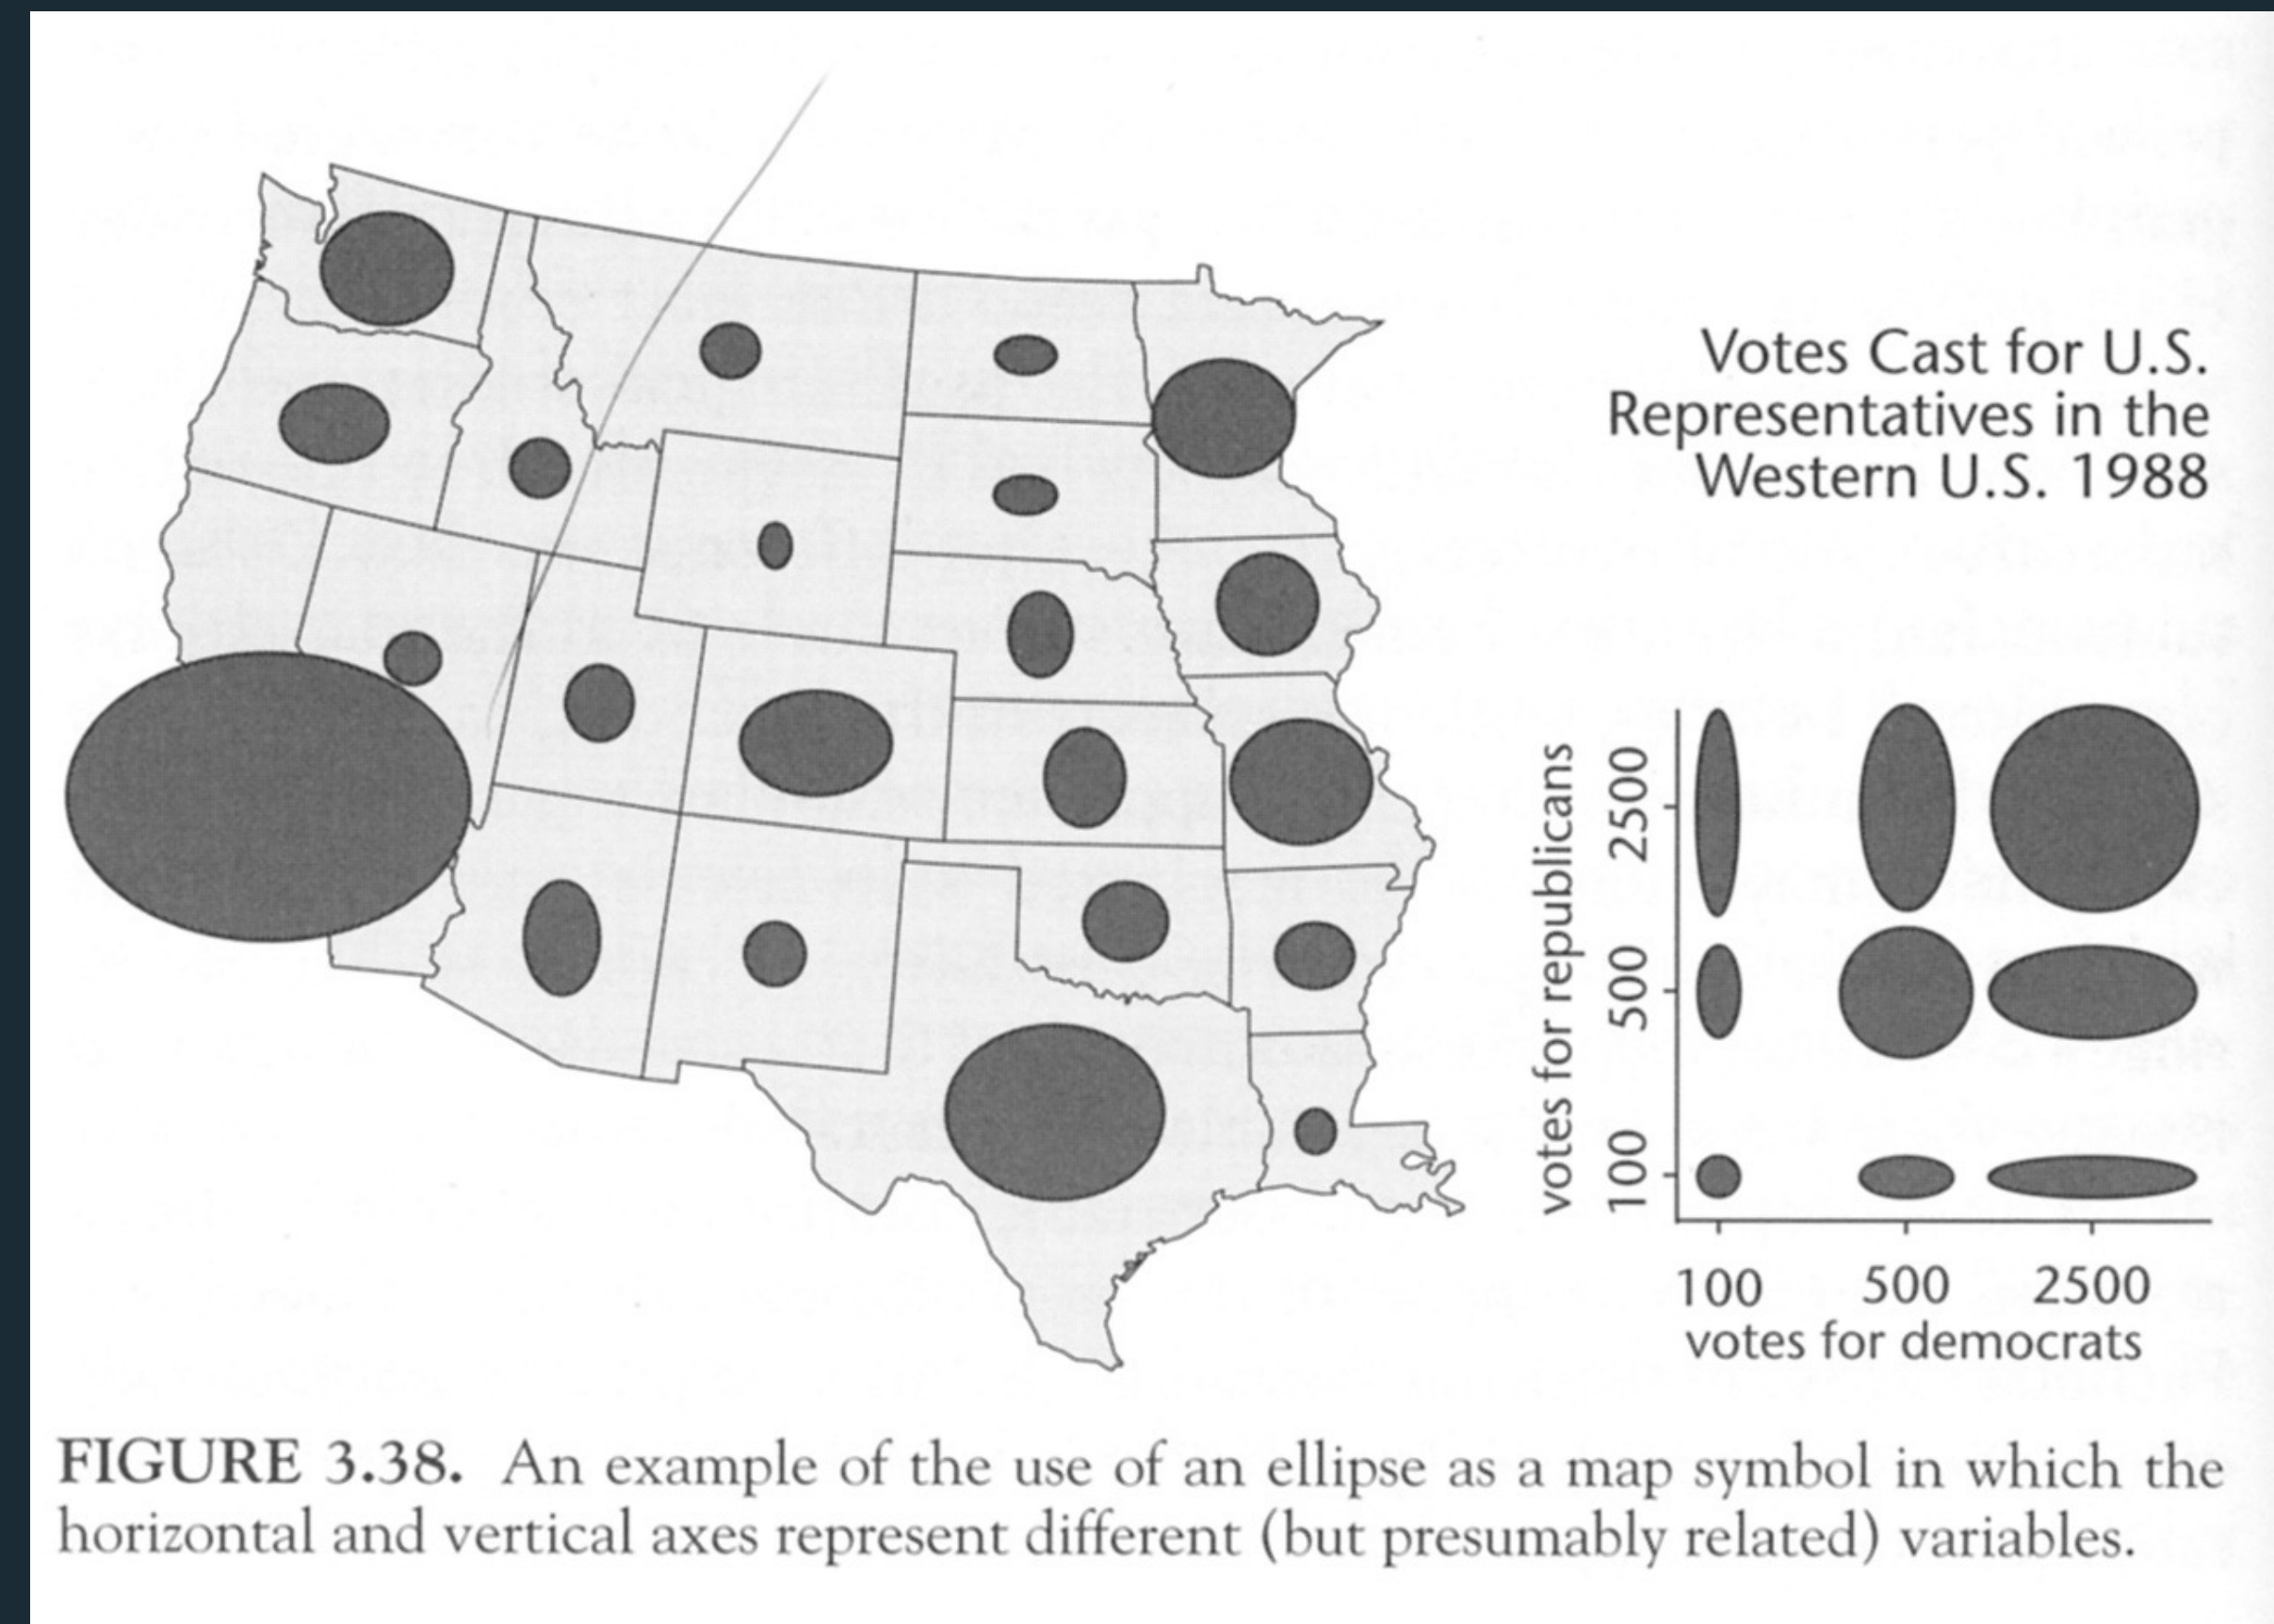 Votes Cast for U.S.
Representatives in the
Western U.S. 1988
votes for republicans
2500
500
100
100 500 2500
votes for democrats
FIGURE 3.38. An example of the use of an ellipse as a map symbol in which the
horizontal and vertical axes represent different (but presumably related) variables.